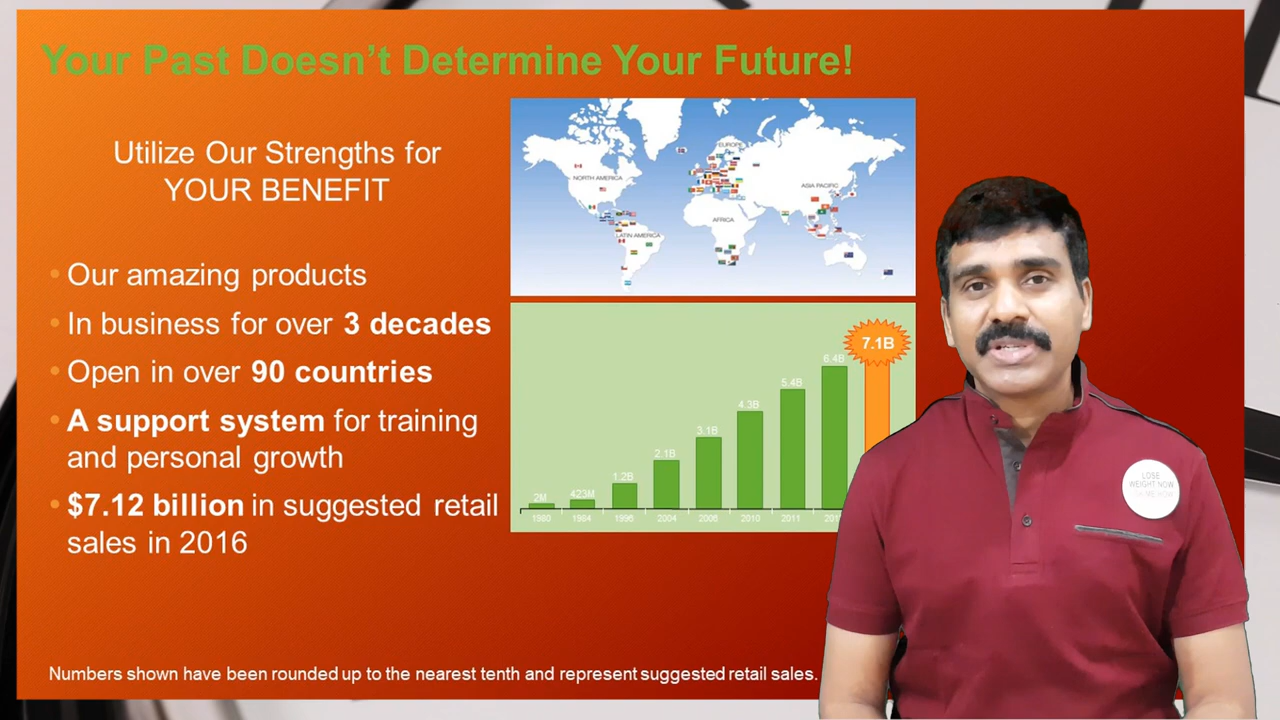 Your Past Doesn't Determine Your Future!
Utilize Our Strengths for
YOUR BENEFIT
• Our amazing products
• In business for over 3 decades
• Open in over 90 countries
• A support system for training
and personal growth
• $7.12 billion in suggested retail
sales in 2016
NORTH AMERICA
EUROPE
ASIA PACIFIC
AFRICA
LATIN AMERICA
2M
423M
1.2B
2.1B
3.1B
4.3B
5.4B
6.4B
7.1B
1980 1984 1996 2004 2006 2010 2011
LOSE
WEIGHT NOW
Numbers shown have been rounded up to the nearest tenth and represent suggested retail sales.